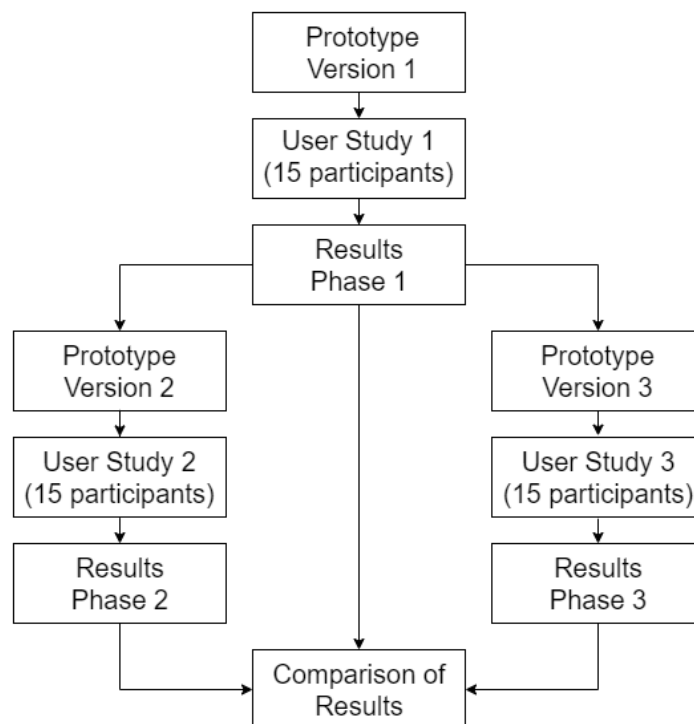 Prototype
Version 1
User Study 1
(15 participants)
Results
Phase 1
Prototype
Version 2
User Study 2
(15 participants)
Results
Phase 2
Prototype
Version 3
User Study 3
(15 participants)
Results
Phase 3
Comparison of
Results